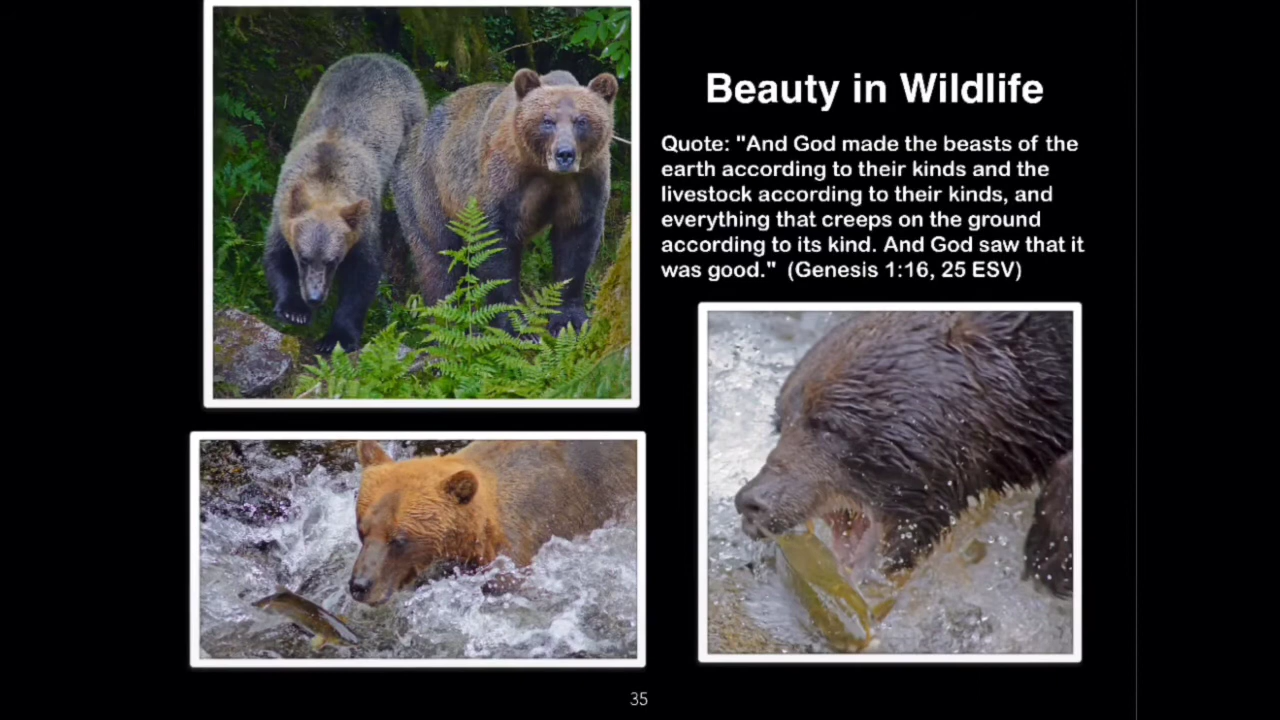 Beauty in Wildlife
Quote: "And God made the beasts of the
earth according to their kinds and the
livestock according to their kinds, and
everything that creeps on the ground
according to its kind. And God saw that it
was good."  (Genesis 1:16, 25 ESV)
35